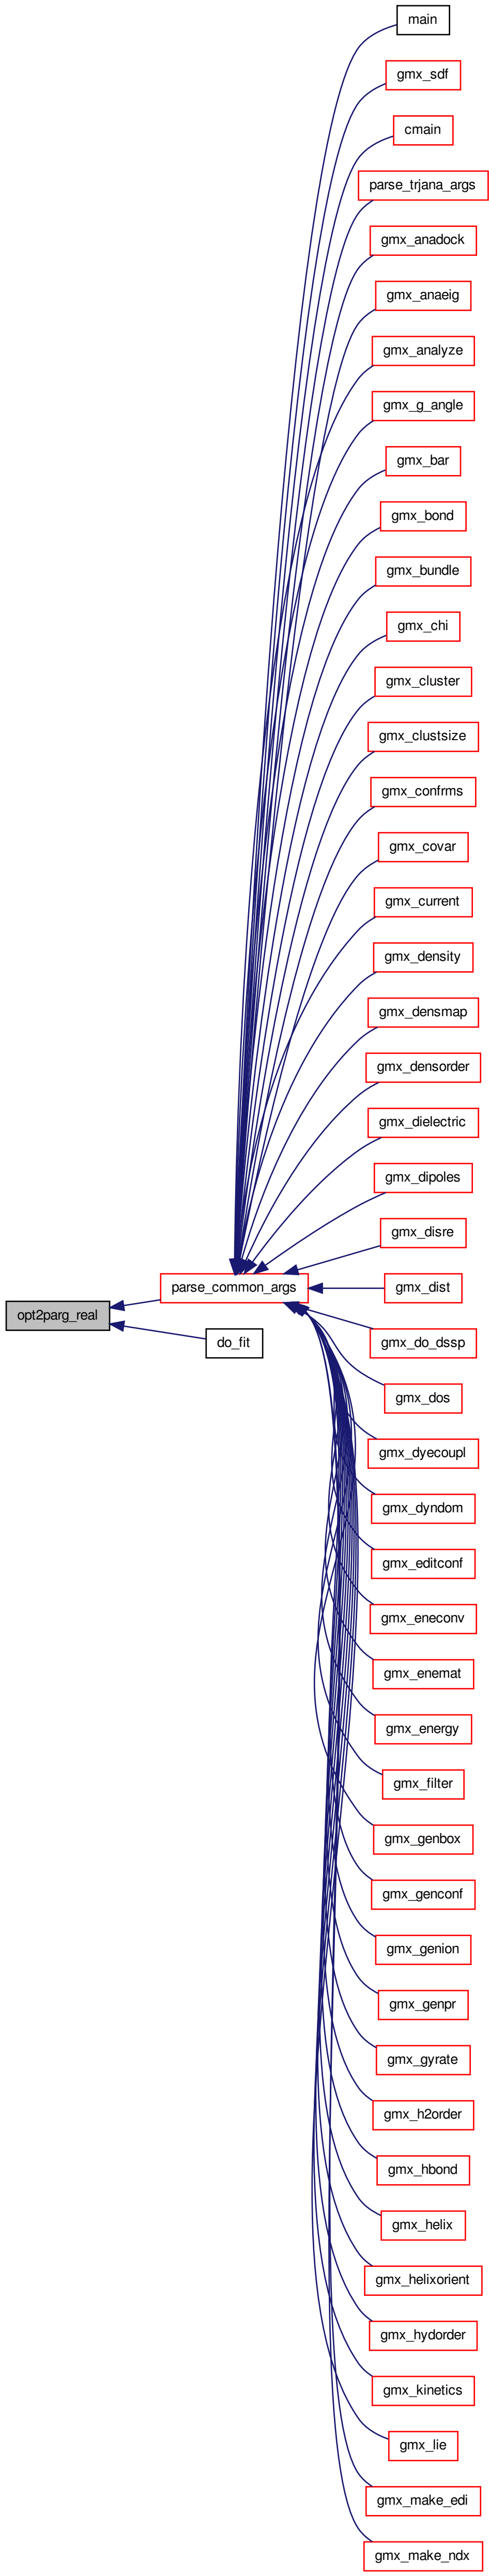 main
gmx_sdf
cmain
parse_trjana_args
gmx_anadock
gmx_anaeig
gmx_analyze
gmx_g_angle
gmx_bar
gmx_bond
gmx_bundle
gmx_chi
gmx_cluster
gmx_clustsize
gmx_confrms
gmx_covar
gmx_current
gmx_density
gmx_densmap
gmx_densorder
gmx_dielectric
gmx_dipoles
gmx_disre
parse_common_args
gmx_dist
opt2parg_real
do_fit
gmx_do_dssp
gmx_dos
gmx_dyecoupl
gmx_dyndom
gmx_editconf
gmx_eneconv
gmx_enemat
gmx_energy
gmx_filter
gmx_genbox
gmx_genconf
gmx_genion
gmx_genpr
gmx_gyrate
gmx_h2order
gmx_hbond
gmx_helix
gmx_helixorient
gmx_hydorder
gmx_kinetics
gmx_lie
gmx_make_edi
gmx_make_ndx